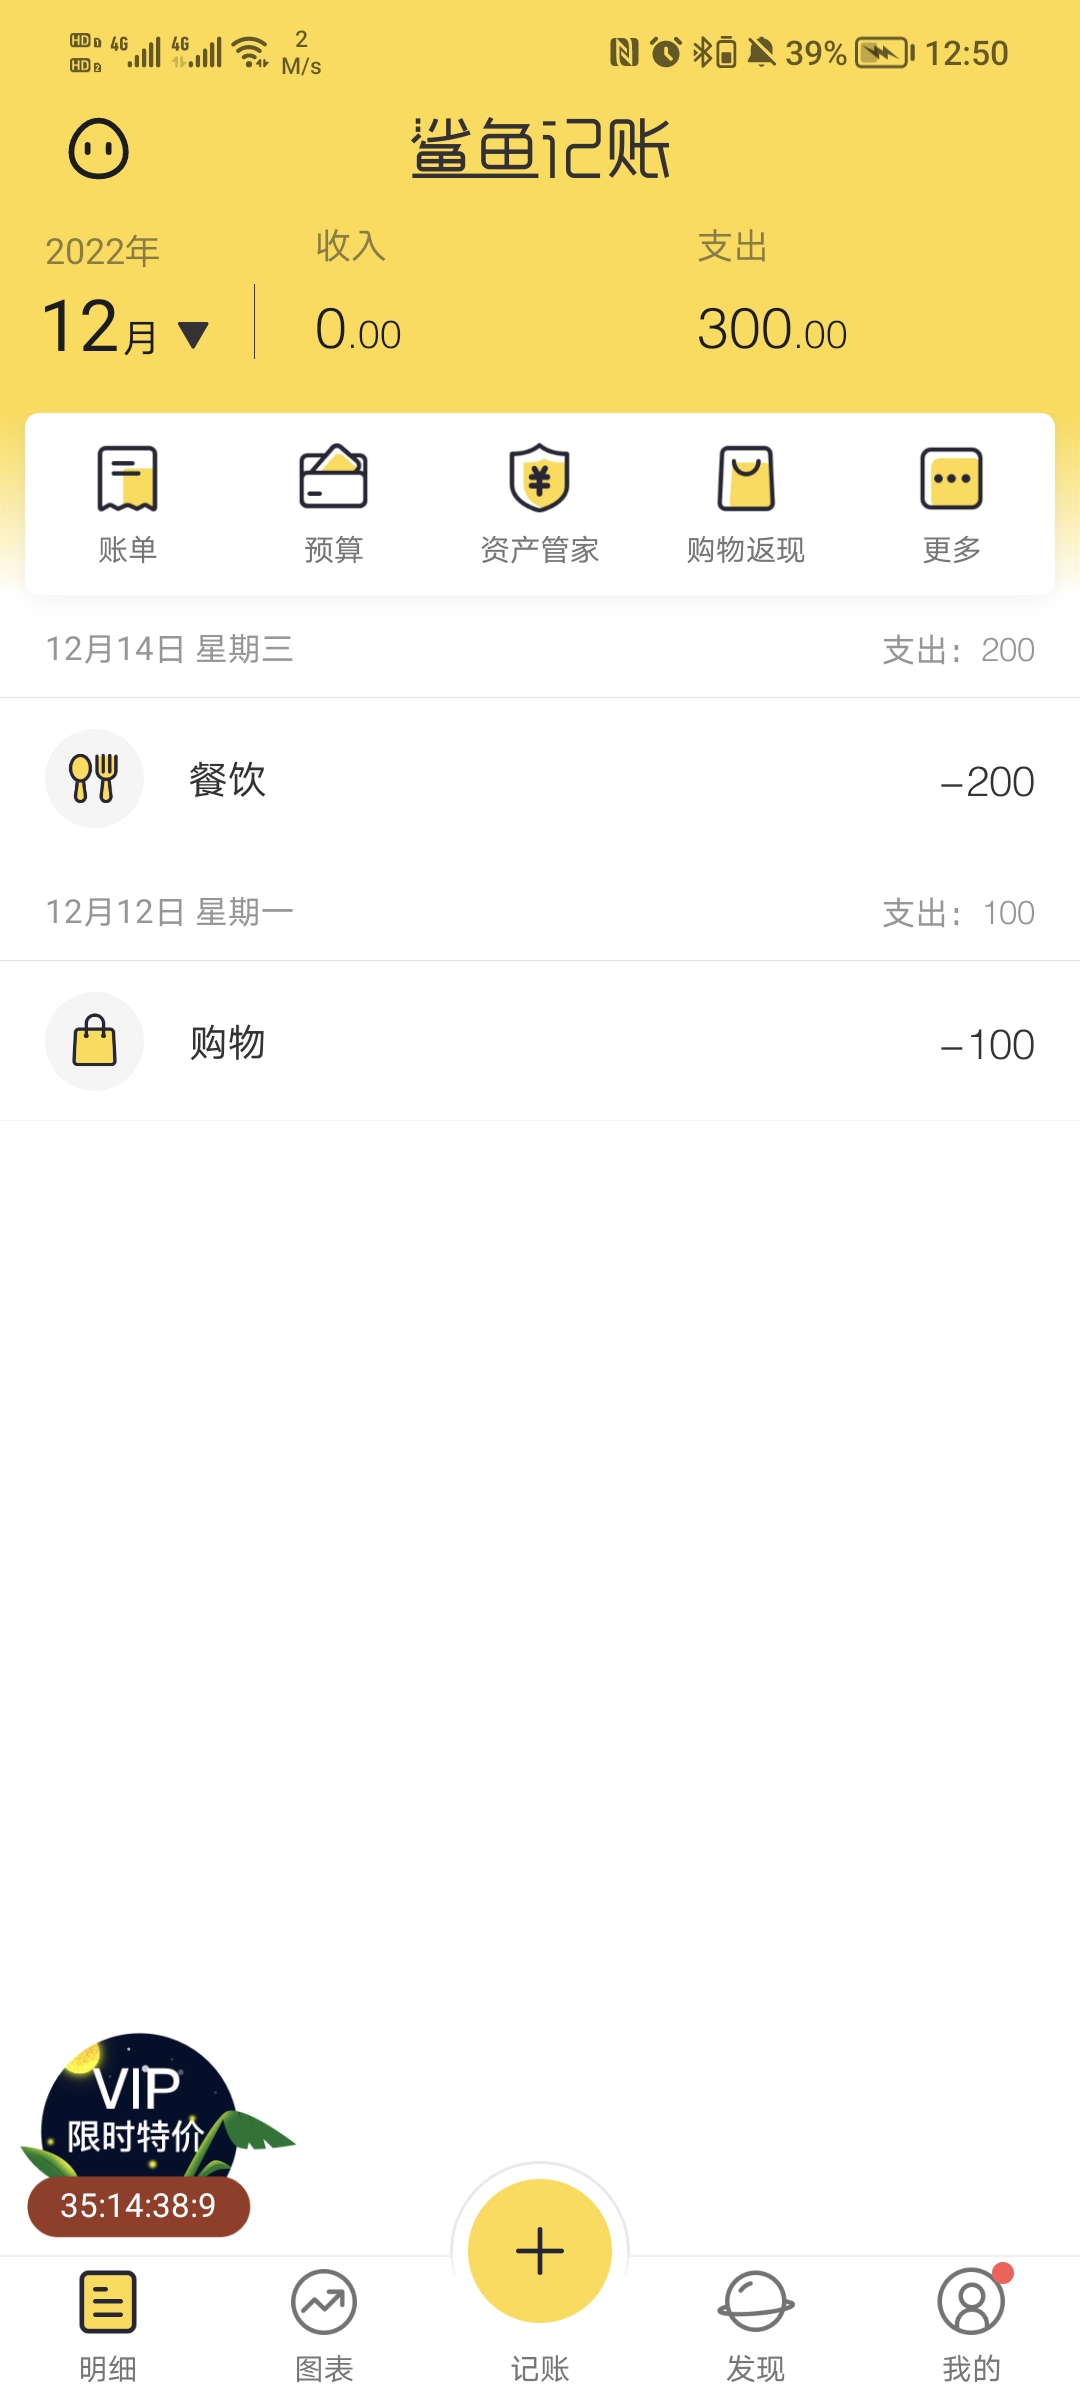 HD 1 4G 4G 2
HD 2 M/s
39% 12:50
鲨鱼记账
2022年 收入 支出
12月 0.00 300.00
账单 预算 资产管家 购物返现 更多
12月14日 星期三 支出: 200
餐饮 -200
12月12日 星期一 支出: 100
购物 -100
VIP
限时特价
35:14:38:9
明细 图表 记账 发现 我的